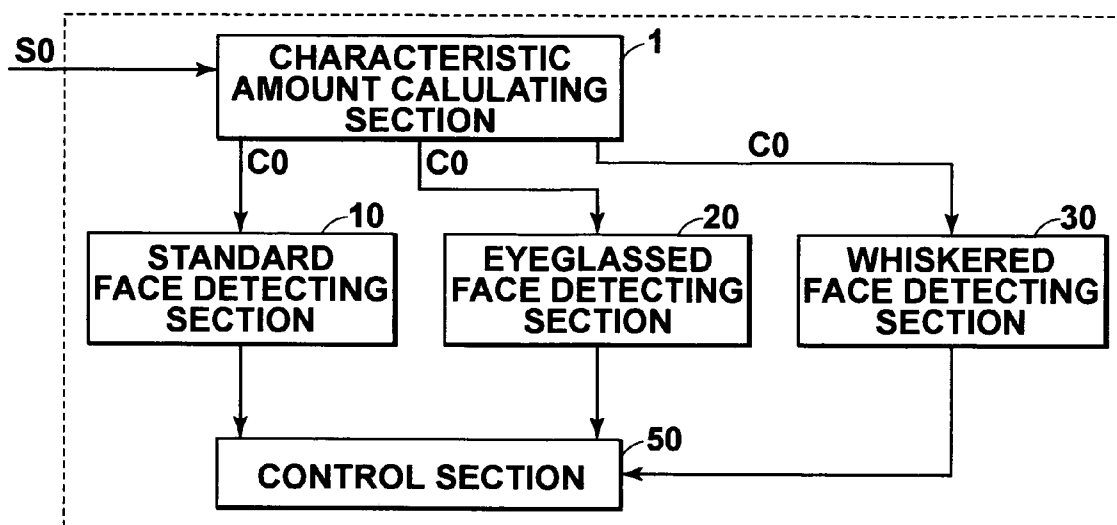 S0
1
CHARACTERISTIC
AMOUNT CALULATING
SECTION
C0
C0
C0
10
STANDARD
FACE DETECTING
SECTION
20
EYEGLASSED
FACE DETECTING
SECTION
30
WHISKERED
FACE DETECTING
SECTION
50
CONTROL SECTION